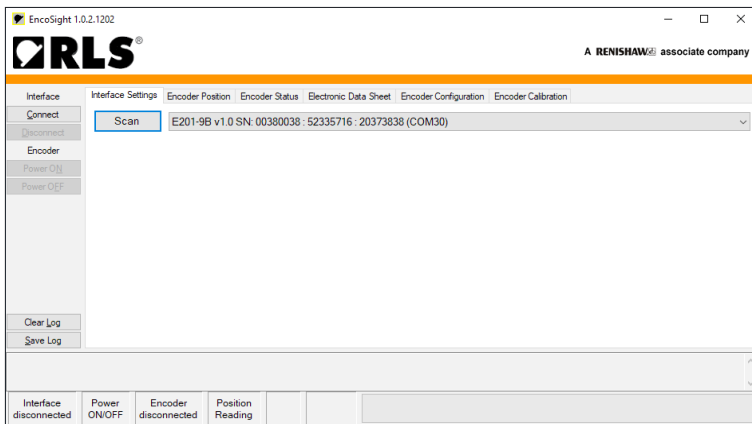 EncoSight 1.0.2.1202
RLS®
A RENISHAW associate company
Interface
Interface Settings Encoder Position Encoder Status Electronic Data Sheet Encoder Configuration Encoder Calibration
Connect
Scan E201-9B v1.0 SN: 00380038 : 52335716 : 20373838 (COM30)
Disconnect
Encoder
Power ON
Power OFF
Clear Log
Save Log
Interface disconnected
Power ON/OFF
Encoder disconnected
Position Reading